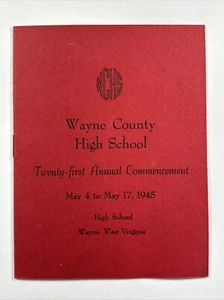 WCHS
Wayne County
High School
Twenty-first Annual Commencement
May 4 to May 17, 1945
High School
Wayne, West Virginia